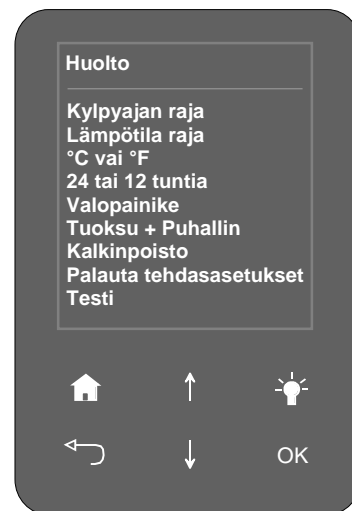 Huolto
Kylpyajan raja
Lämpötila raja
°C vai °F
24 tai 12 tuntia
Valopainike
Tuoksu + Puhallin
Kalkinpoisto
Palauta tehdasasetukset
Testi
OK